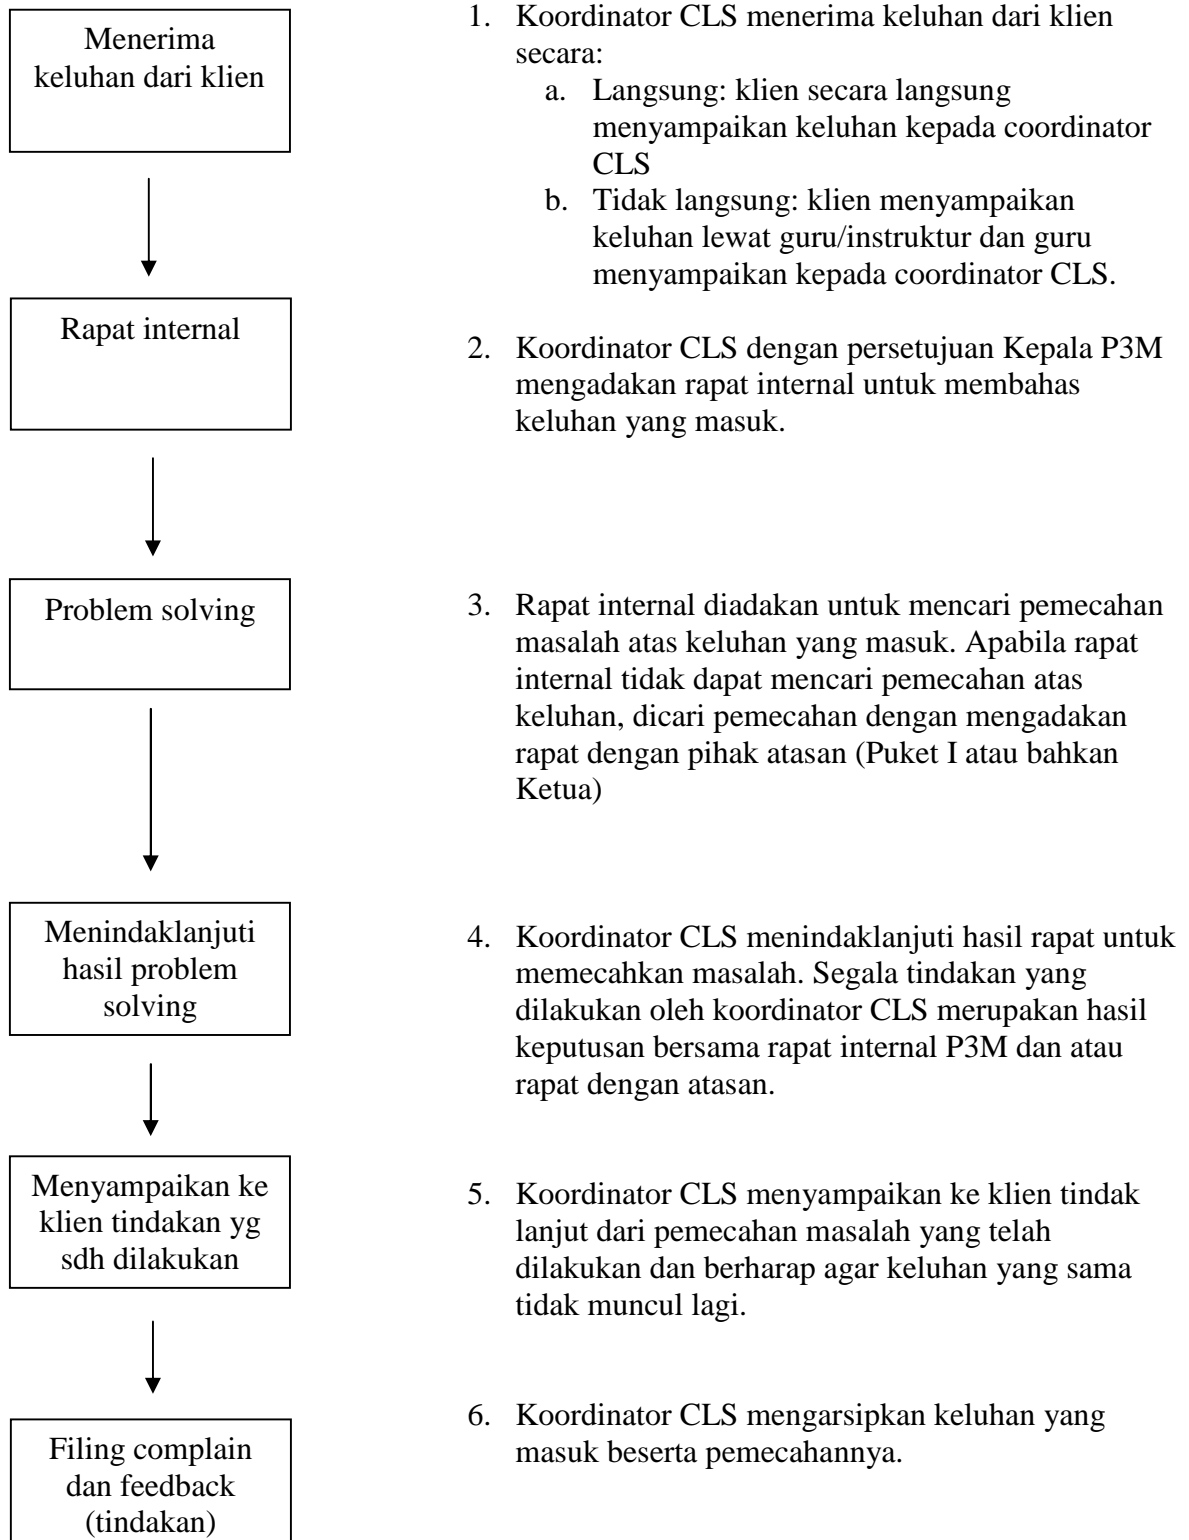 Menerima
keluhan dari klien
1. Koordinator CLS menerima keluhan dari klien
secara:
a. Langsung: klien secara langsung
menyampaikan keluhan kepada coordinator
CLS
b. Tidak langsung: klien menyampaikan
keluhan lewat guru/instruktur dan guru
menyampaikan kepada coordinator CLS.
Rapat internal
2. Koordinator CLS dengan persetujuan Kepala P3M
mengadakan rapat internal untuk membahas
keluhan yang masuk.
Problem solving
3. Rapat internal diadakan untuk mencari pemecahan
masalah atas keluhan yang masuk. Apabila rapat
internal tidak dapat mencari pemecahan atas
keluhan, dicari pemecahan dengan mengadakan
rapat dengan pihak atasan (Puket I atau bahkan
Ketua)
Menindaklanjuti
hasil problem
solving
4. Koordinator CLS menindaklanjuti hasil rapat untuk
memecahkan masalah. Segala tindakan yang
dilakukan oleh koordinator CLS merupakan hasil
keputusan bersama rapat internal P3M dan atau
rapat dengan atasan.
Menyampaikan ke
klien tindakan yg
sdh dilakukan
5. Koordinator CLS menyampaikan ke klien tindak
lanjut dari pemecahan masalah yang telah
dilakukan dan berharap agar keluhan yang sama
tidak muncul lagi.
Filing complain
dan feedback
(tindakan)
6. Koordinator CLS mengarsipkan keluhan yang
masuk beserta pemecahannya.